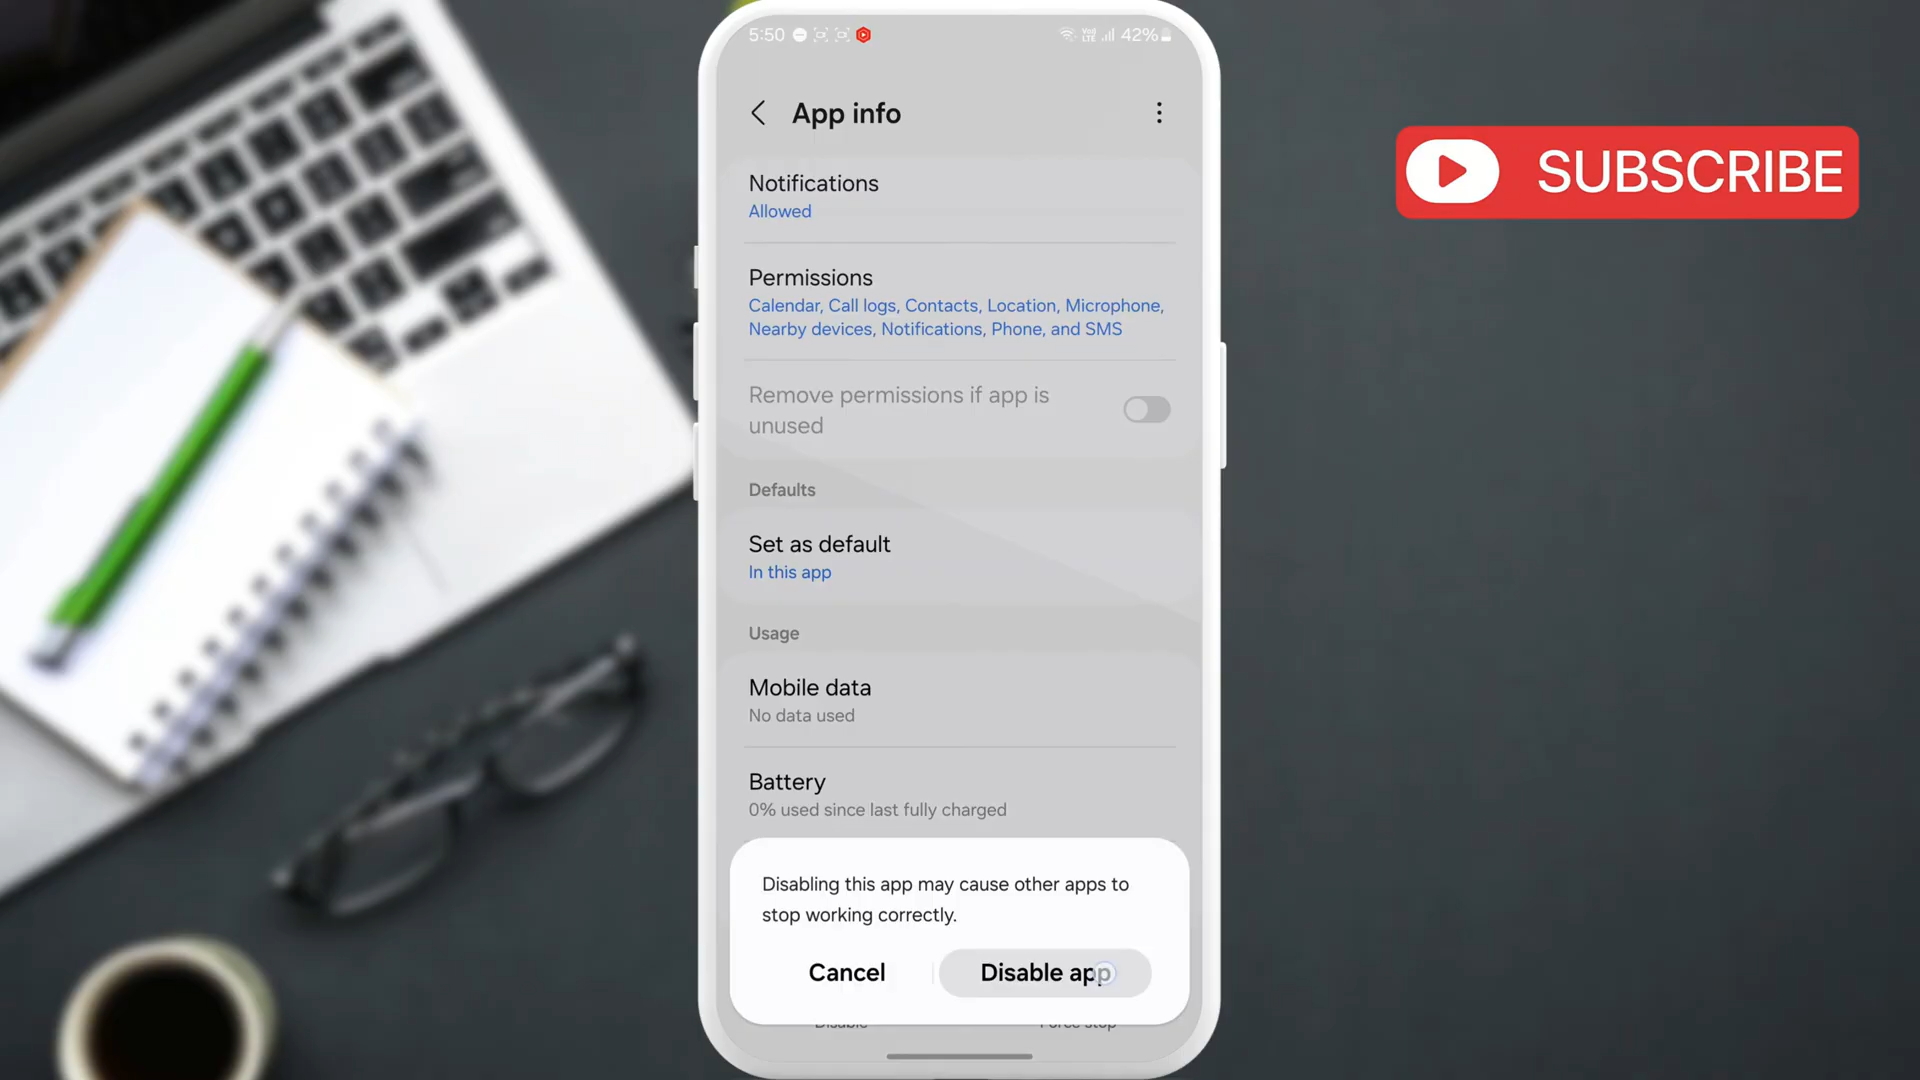 5:50
42%
App info
SUBSCRIBE
Notifications
Allowed
Permissions
Calendar, Call logs, Contacts, Location, Microphone,
Nearby devices, Notifications, Phone, and SMS
Remove permissions if app is
unused
Defaults
Set as default
In this app
Usage
Mobile data
No data used
Battery
0% used since last fully charged
Disabling this app may cause other apps to
stop working correctly.
Cancel
Disable app
Disable
Force stop